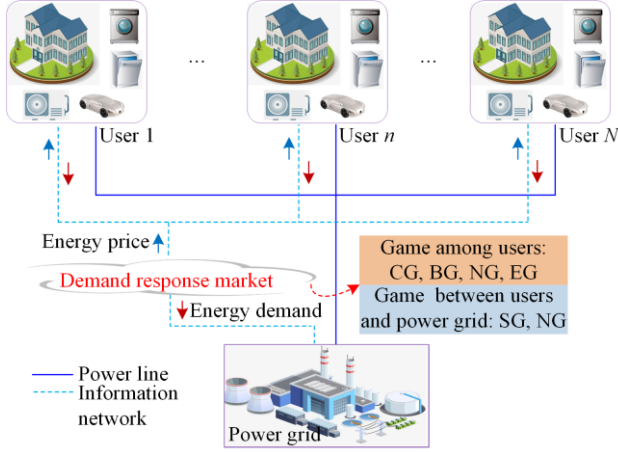 ... ...
User 1 User n User N
Energy price
Demand response market
Game among users:
CG, BG, NG, EG
Game between users
and power grid: SG, NG
Energy demand
Power line
Information
network
Power grid